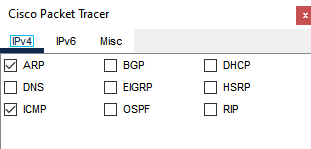 Cisco Packet Tracer
IPv4 IPv6 Misc
ARP BGP DHCP
DNS EIGRP HSRP
ICMP OSPF RIP